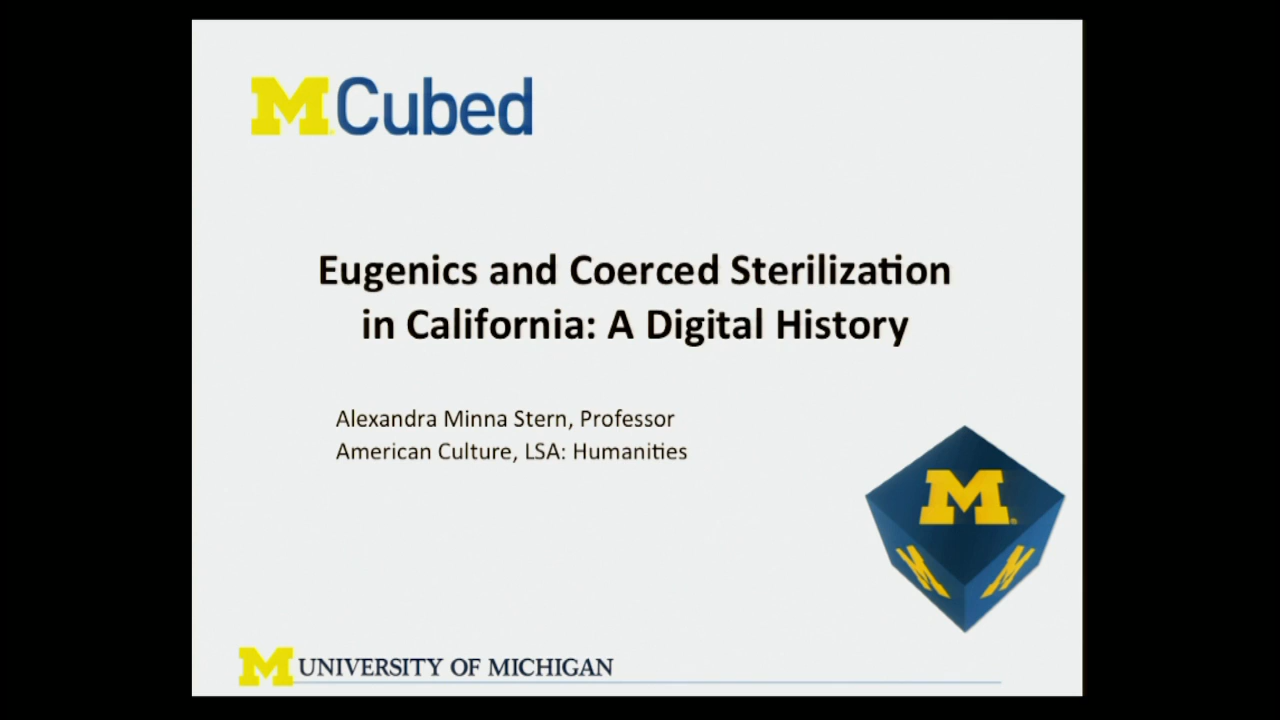 MCubed
Eugenics and Coerced Sterilization
in California: A Digital History
Alexandra Minna Stern, Professor
American Culture, LSA: Humanities
M
M
M
M UNIVERSITY OF MICHIGAN